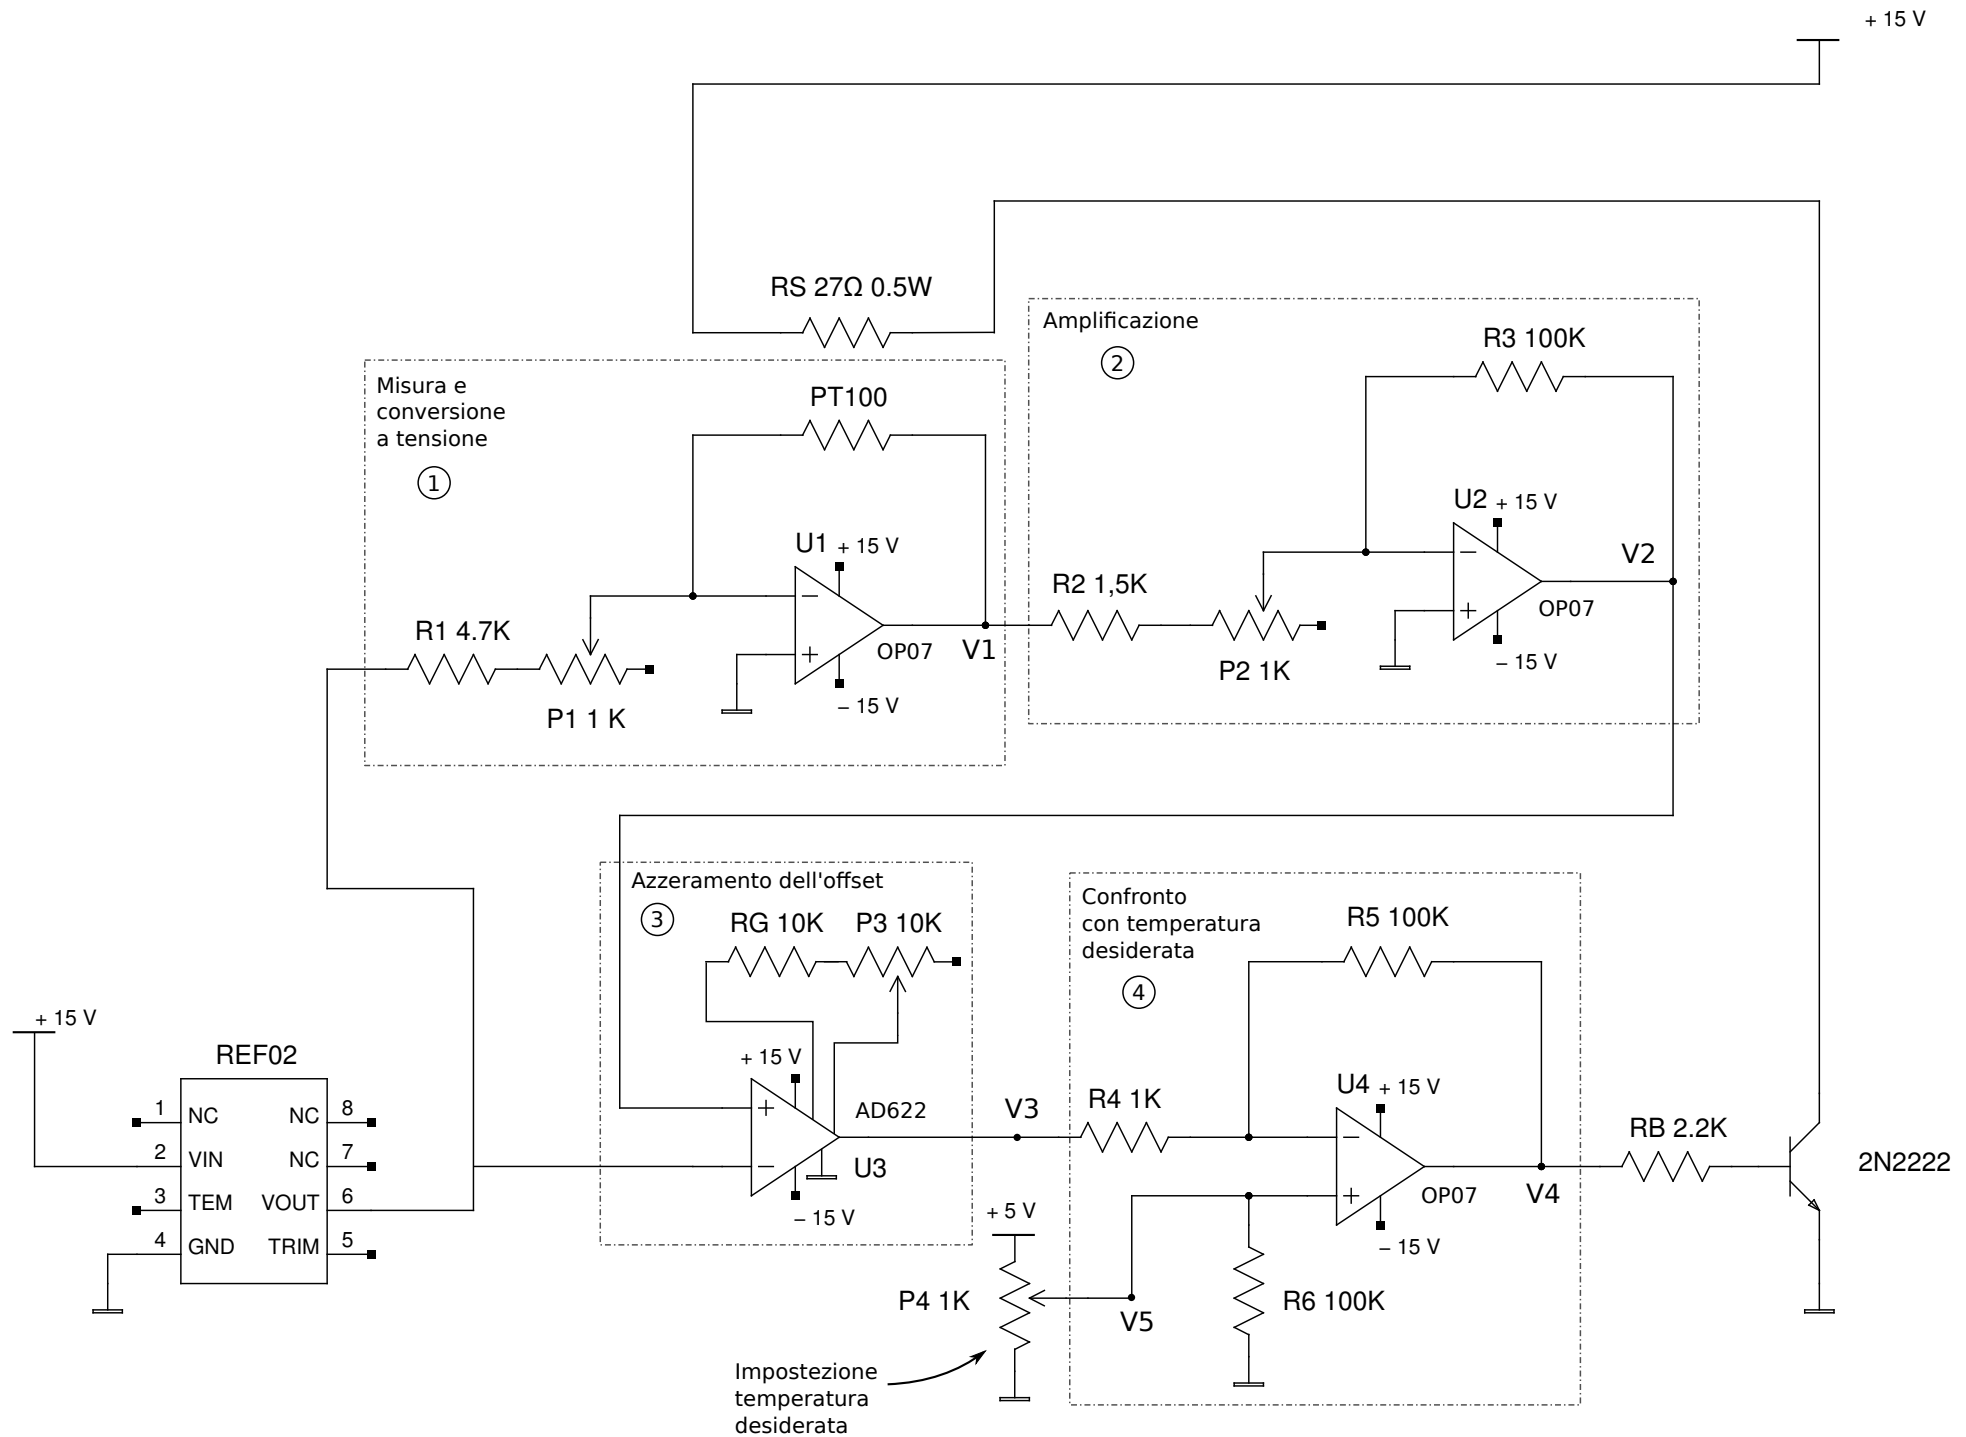 + 15 V
RS 27Ω 0.5W
Misura e
conversione
a tensione
1
PT100
U1 + 15 V
R1 4.7K
P1 1 K
OP07
V1
– 15 V
Amplificazione
2
R3 100K
U2 + 15 V
V2
R2 1,5K
OP07
P2 1K
– 15 V
Azzeramento dell'offset
3
RG 10K
P3 10K
+ 15 V
AD622
U3
– 15 V
V3
Confronto
con temperatura
desiderata
4
R5 100K
R4 1K
U4 + 15 V
OP07
V4
– 15 V
RB 2.2K
2N2222
+ 5 V
P4 1K
V5
R6 100K
Impostezione
temperatura
desiderata
+ 15 V
REF02
1 NC NC 8
2 VIN NC 7
3 TEM VOUT 6
4 GND TRIM 5